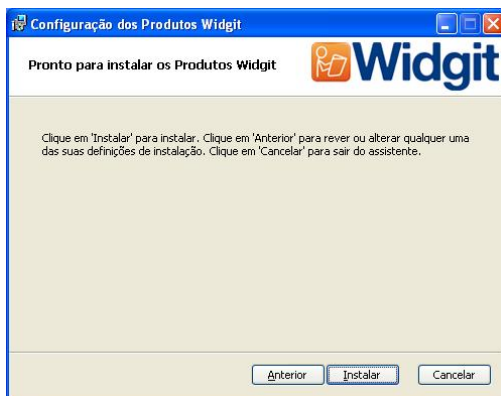 Configuração dos Produtos Widgit
Pronto para instalar os Produtos Widgit
Widgit
Clique em 'Instalar' para instalar. Clique em 'Anterior' para rever ou alterar qualquer uma
das suas definições de instalação. Clique em 'Cancelar' para sair do assistente.
Anterior Instalar Cancelar